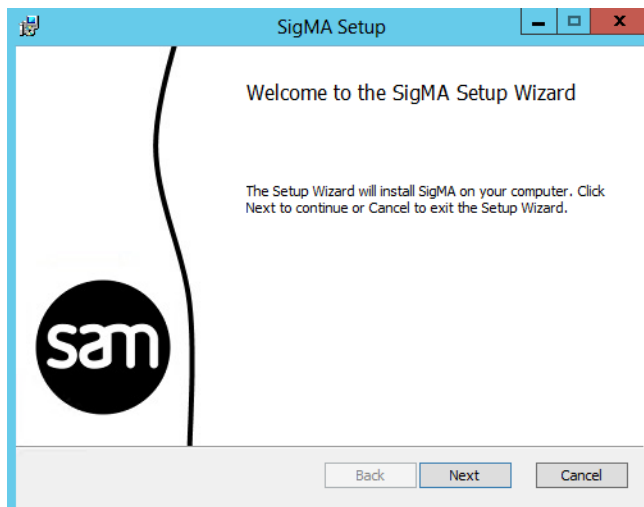 SigMA Setup
Welcome to the SigMA Setup Wizard
The Setup Wizard will install SigMA on your computer. Click
Next to continue or Cancel to exit the Setup Wizard.
sam
Back
Next
Cancel